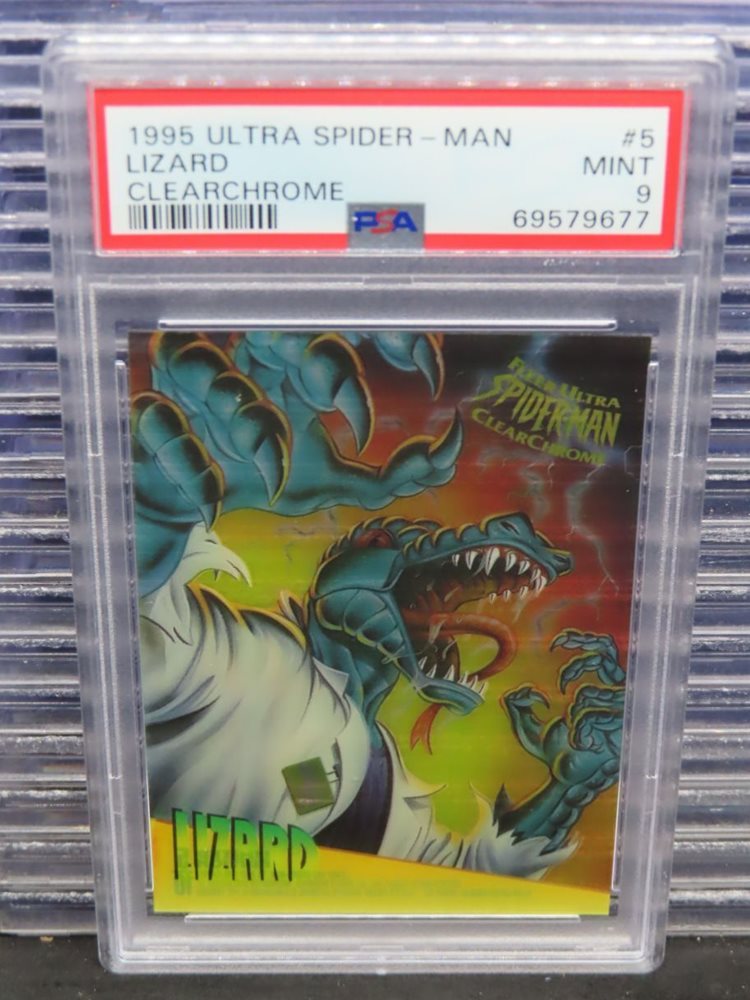 1995 ULTRA SPIDER-MAN #5
LIZARD MINT
CLEARCHROME 9
PSA 69579677
FLEER ULTRA
SPIDER-MAN
CLEARCHROME
LIZARD